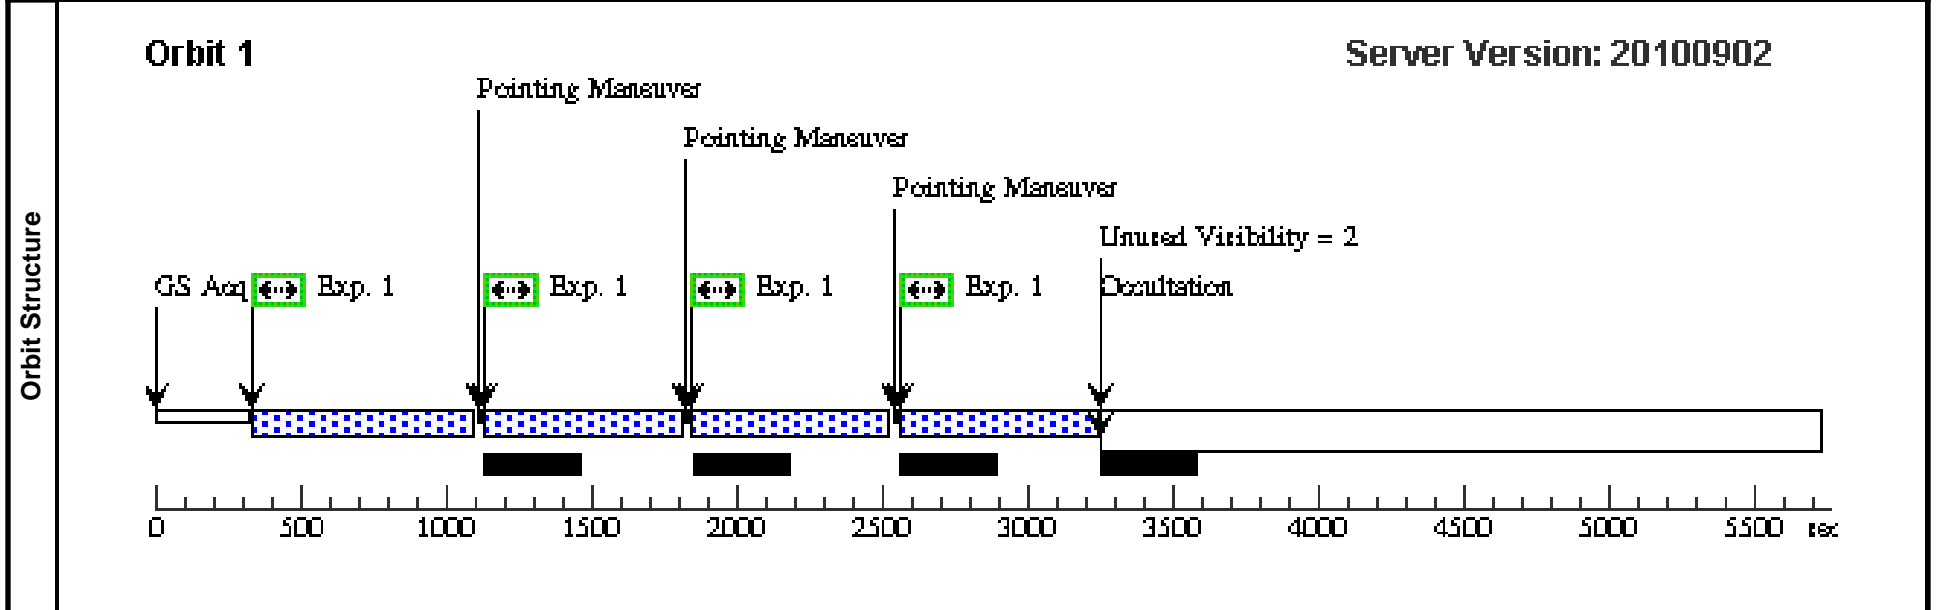 Orbit Structure
Orbit 1
Server Version: 20100902
Pointing Maneuver
Pointing Maneuver
Pointing Maneuver
Unused Visibility = 2
GS Acq Exp. 1 Exp. 1 Exp. 1 Exp. 1 Occultation
0 500 1000 1500 2000 2500 3000 3500 4000 4500 5000 5500 sec